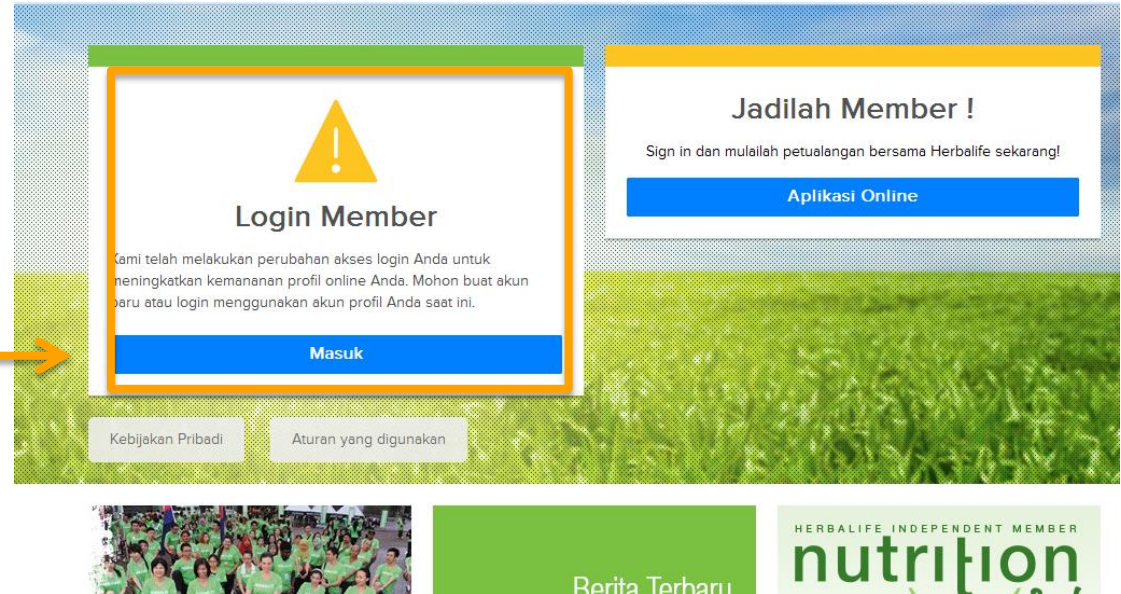 Login Member
Kami telah melakukan perubahan akses login Anda untuk
meningkatkan kemananan profil online Anda. Mohon buat akun
baru atau login menggunakan akun profil Anda saat ini.
Masuk
Jadilah Member !
Sign in dan mulailah petualangan bersama Herbalife sekarang!
Aplikasi Online
Kebijakan Pribadi
Aturan yang digunakan
Berita Terbaru
HERBALIFE INDEPENDENT MEMBER
nutrition